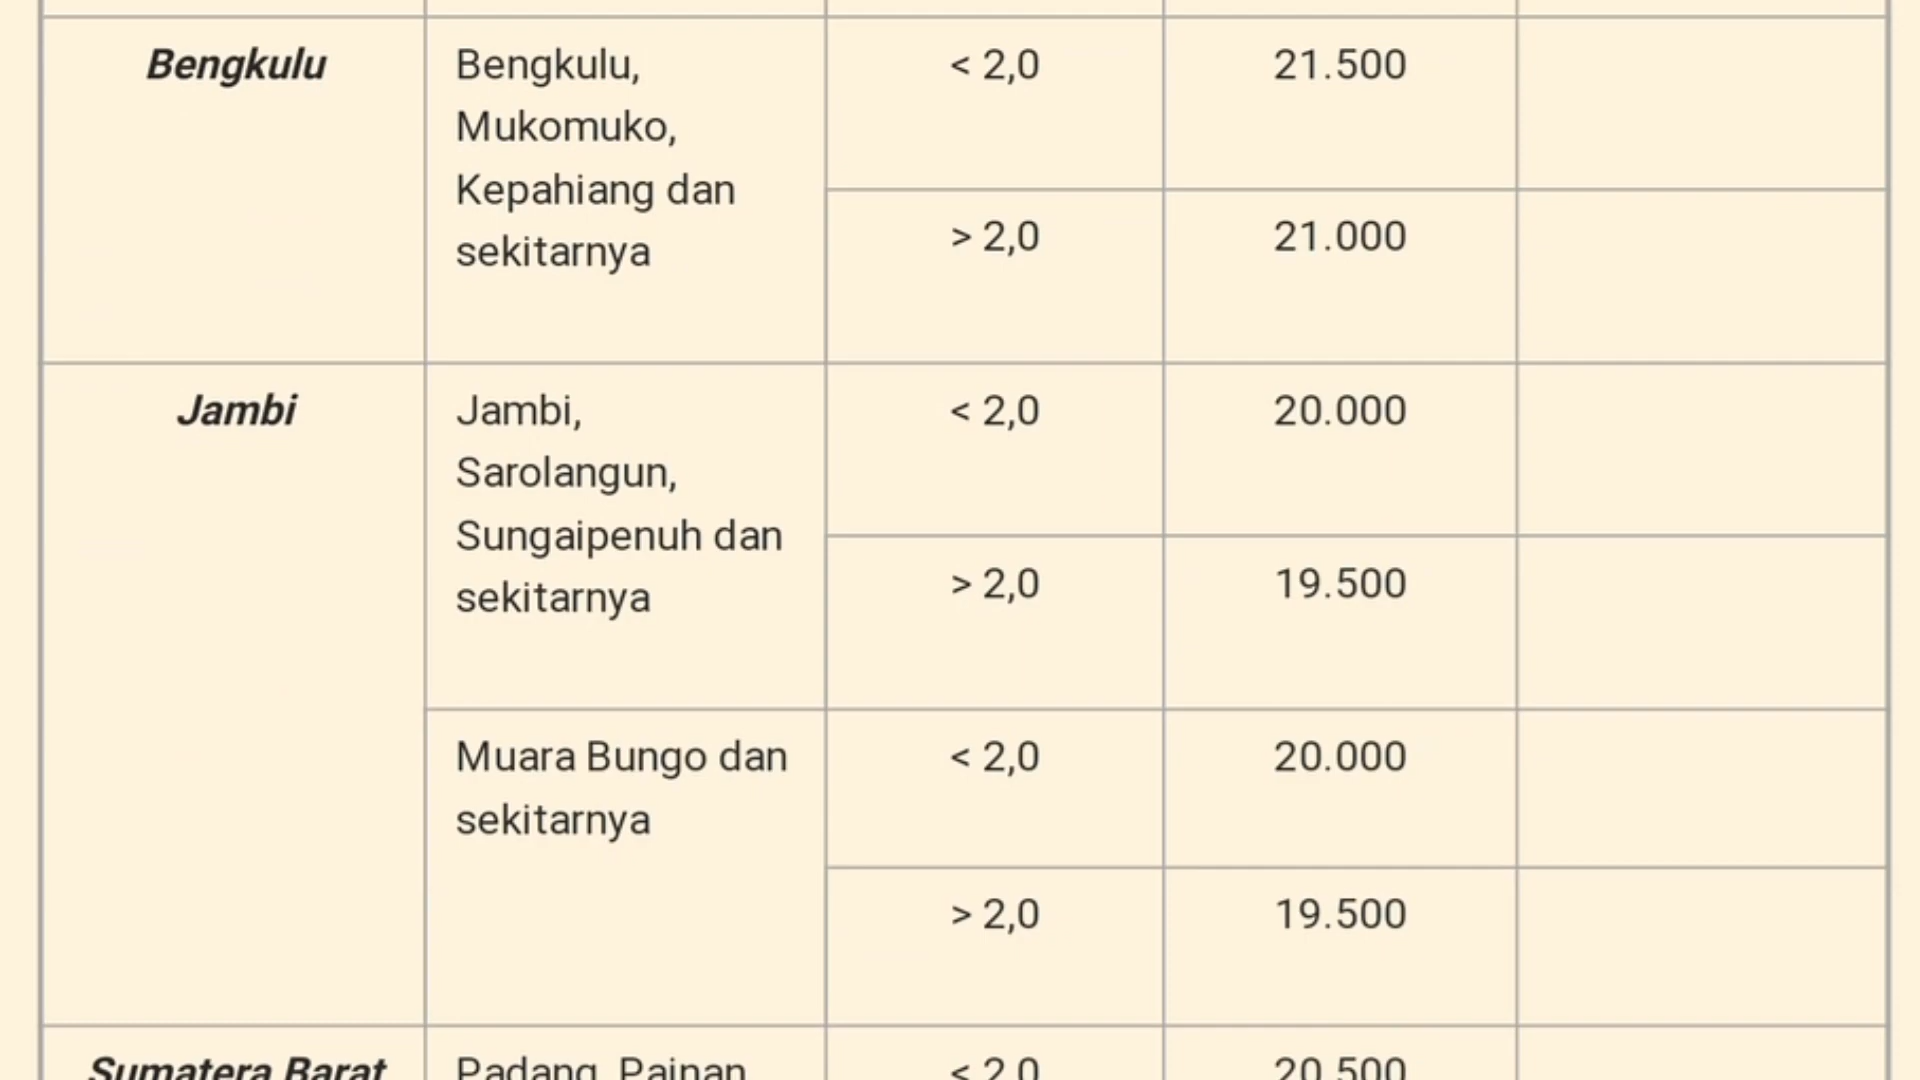 Bengkulu
Bengkulu,
Mukomuko,
Kepahiang dan
sekitarnya
< 2,0
21.500
> 2,0
21.000
Jambi
Jambi,
Sarolangun,
Sungaipenuh dan
sekitarnya
< 2,0
20.000
> 2,0
19.500
Muara Bungo dan
sekitarnya
< 2,0
20.000
> 2,0
19.500
Sumatera Barat
Padang, Painan
< 2,0
20.500